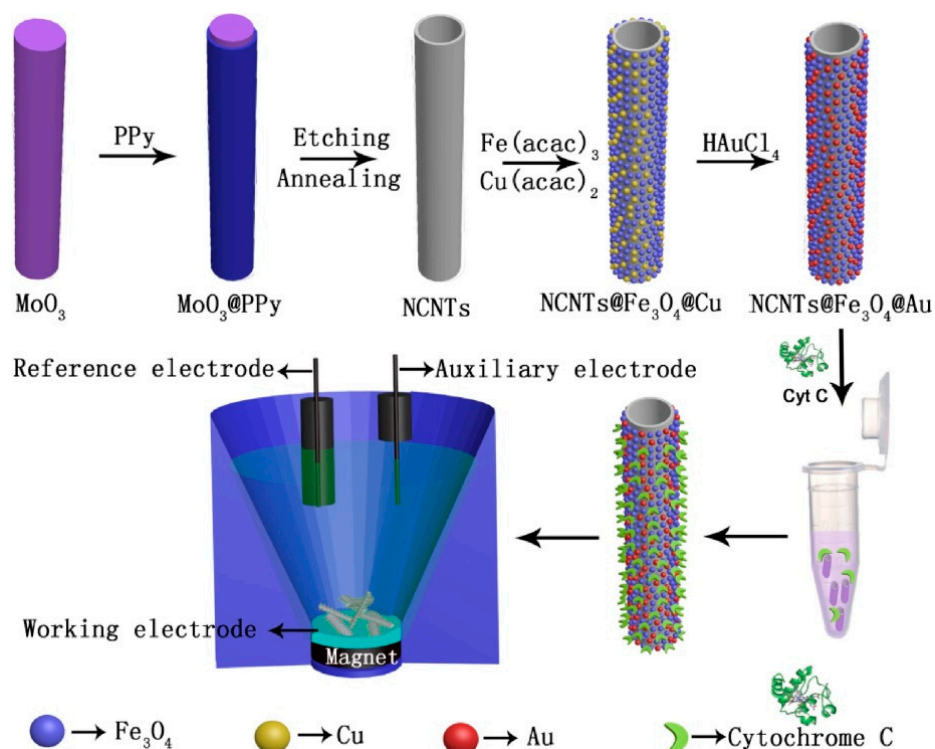 PPy
Etching
Annealing
Fe(acac)₃
Cu(acac)₂
HAuCl₄
MoO₃
MoO₃@PPy
NCNTs
NCNTs@Fe₃O₄@Cu
NCNTs@Fe₃O₄@Au
Cyt C
Reference electrode
Auxiliary electrode
Working electrode
Magnet
Fe₃O₄
Cu
Au
Cytochrome C